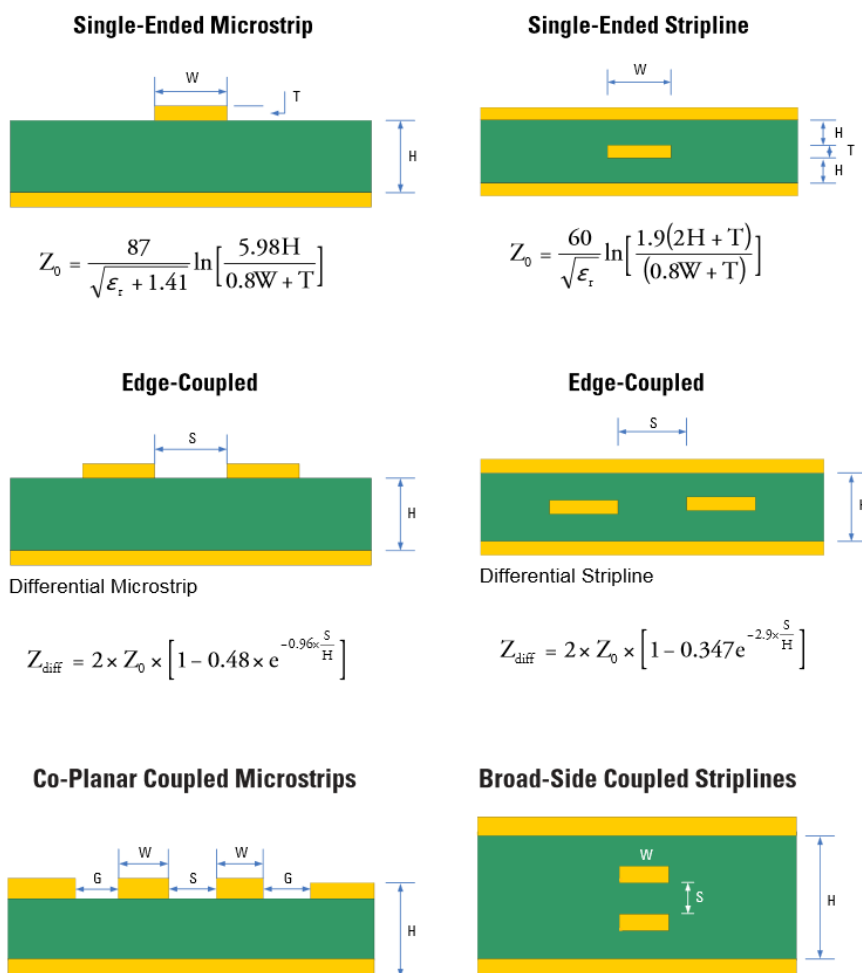 Single-Ended Microstrip
W
T
H
Z₀ = 87 / √(εᵣ + 1.41) ln[5.98H / 0.8W + T]
Single-Ended Stripline
W
H
T
H
Z₀ = 60 / √εᵣ ln[1.9(2H + T) / (0.8W + T)]
Edge-Coupled
S
H
Differential Microstrip
Z_diff = 2 × Z₀ × [1 – 0.48 × e^(–0.96×S/H)]
Edge-Coupled
S
Differential Stripline
Z_diff = 2 × Z₀ × [1 – 0.347e^(–2.9×S/H)]
Co-Planar Coupled Microstrips
W W
G S G
H
Broad-Side Coupled Striplines
W
S
H